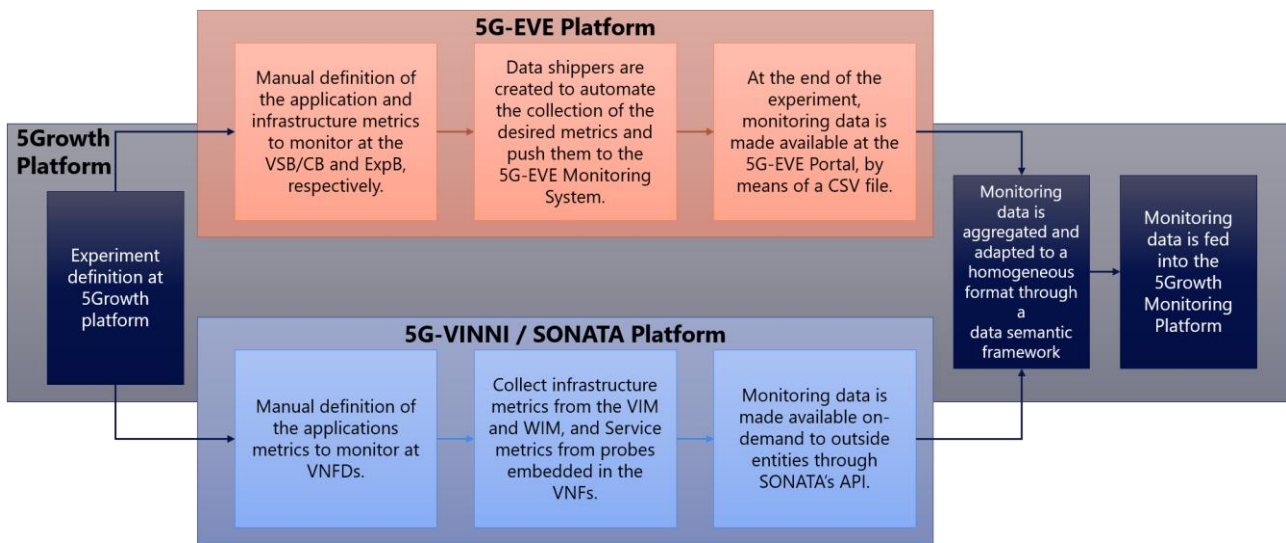 5G-EVE Platform
Manual definition of
the application and
infrastructure metrics
to monitor at the
VSB/CB and ExpB,
respectively.
Data shippers are
created to automate
the collection of the
desired metrics and
push them to the
5G-EVE Monitoring
System.
At the end of the
experiment,
monitoring data is
made available at the
5G-EVE Portal, by
means of a CSV file.
5Growth
Platform
Experiment
definition at
5Growth
platform
Monitoring
data is
aggregated and
adapted to a
homogeneous
format through
a
data semantic
framework
Monitoring
data is fed
into the
5Growth
Monitoring
Platform
5G-VINNI / SONATA Platform
Manual definition of
the applications
metrics to monitor at
VNFDs.
Collect infrastructure
metrics from the VIM
and WIM, and Service
metrics from probes
embedded in the
VNFs.
Monitoring data is
made available on-
demand to outside
entities through
SONATA's API.